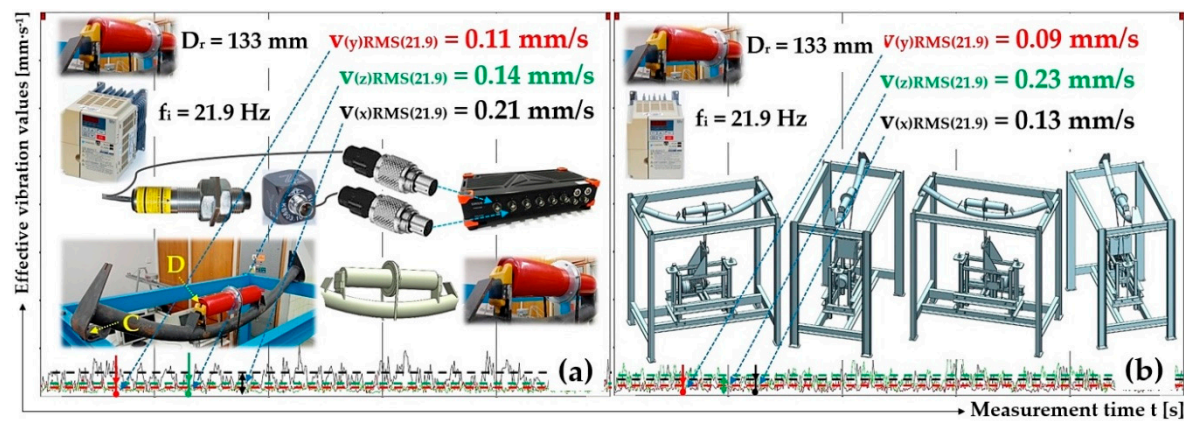 Effective vibration values [mm·s⁻¹]
Dr = 133 mm
v(y)RMS(21.9) = 0.11 mm/s
v(z)RMS(21.9) = 0.14 mm/s
fi = 21.9 Hz
v(x)RMS(21.9) = 0.21 mm/s
D
C
(a)
Dr = 133 mm
v(y)RMS(21.9) = 0.09 mm/s
v(z)RMS(21.9) = 0.23 mm/s
fi = 21.9 Hz
v(x)RMS(21.9) = 0.13 mm/s
(b)
Measurement time t [s]